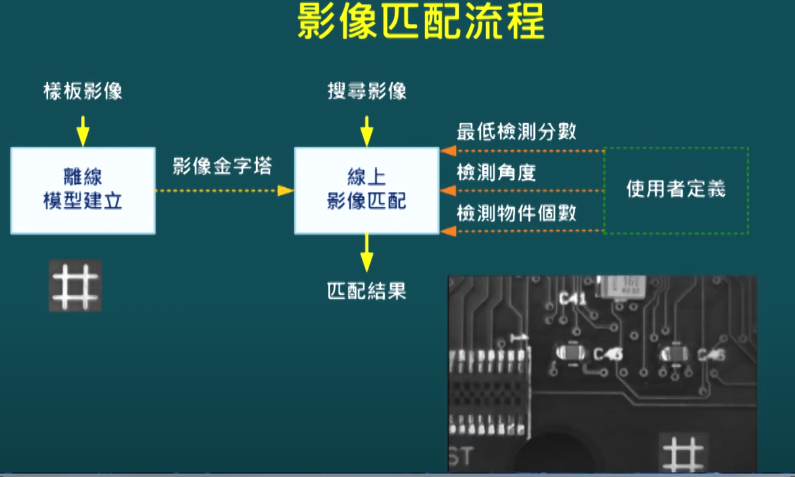 影像匹配流程
樣板影像
搜尋影像
最低檢測分數
離線
模型建立
影像金字塔
線上
影像匹配
檢測角度
使用者定義
檢測物件個數
匹配結果
C41
1
C45
C46
ST